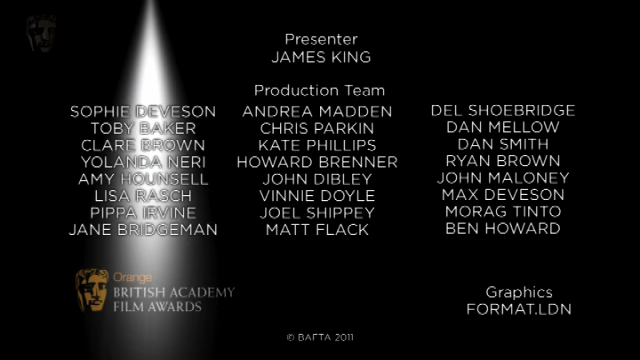 Presenter
JAMES KING
Production Team
SOPHIE DEVESON
TOBY BAKER
CLARE BROWN
YOLANDA NERI
AMY HOUNSELL
LISA RASCH
PIPPA IRVINE
JANE BRIDGEMAN
ANDREA MADDEN
CHRIS PARKIN
KATE PHILLIPS
HOWARD BRENNER
JOHN DIBLEY
VINNIE DOYLE
JOEL SHIPPEY
MATT FLACK
DEL SHOEBRIDGE
DAN MELLOW
DAN SMITH
RYAN BROWN
JOHN MALONEY
MAX DEVESON
MORAG TINTO
BEN HOWARD
Orange
BRITISH ACADEMY
FILM AWARDS
Graphics
FORMAT.LDN
© BAFTA 2011